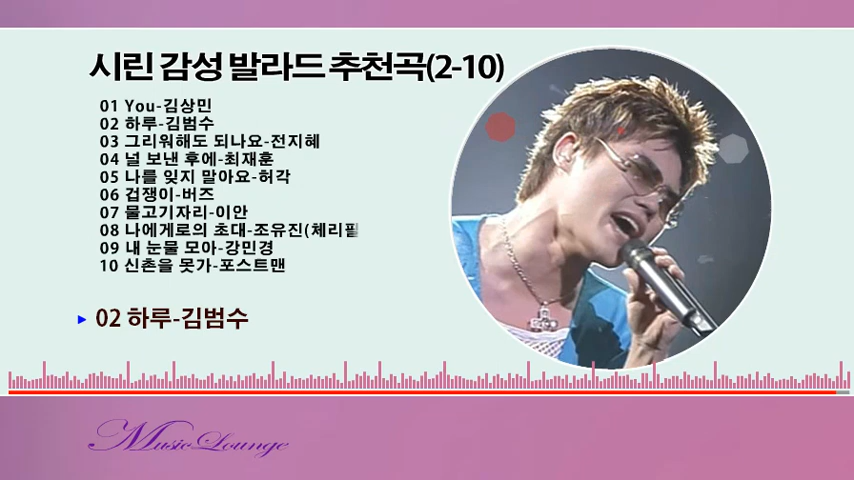 시린 감성 발라드 추천곡(2-10)
01 You-김상민
02 하루-김범수
03 그리워해도 되나요-전지혜
04 널 보낸 후에-최재훈
05 나를 잊지 말아요-허각
06 겁쟁이-버즈
07 물고기자리-이안
08 나에게로의 초대-조유진(체리필
09 내 눈물 모아-강민경
10 신촌을 못가-포스트맨
02 하루-김범수
Music Lounge